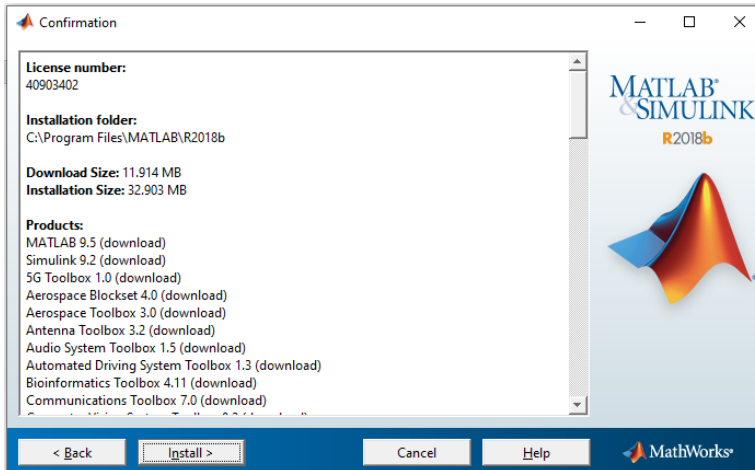 Confirmation
License number:
40903402
Installation folder:
C:\Program Files\MATLAB\R2018b
Download Size: 11.914 MB
Installation Size: 32.903 MB
Products:
MATLAB 9.5 (download)
Simulink 9.2 (download)
5G Toolbox 1.0 (download)
Aerospace Blockset 4.0 (download)
Aerospace Toolbox 3.0 (download)
Antenna Toolbox 3.2 (download)
Audio System Toolbox 1.5 (download)
Automated Driving System Toolbox 1.3 (download)
Bioinformatics Toolbox 4.11 (download)
Communications Toolbox 7.0 (download)
MATLAB®
&SIMULINK
R2018b
< Back
Install >
Cancel
Help
MathWorks®